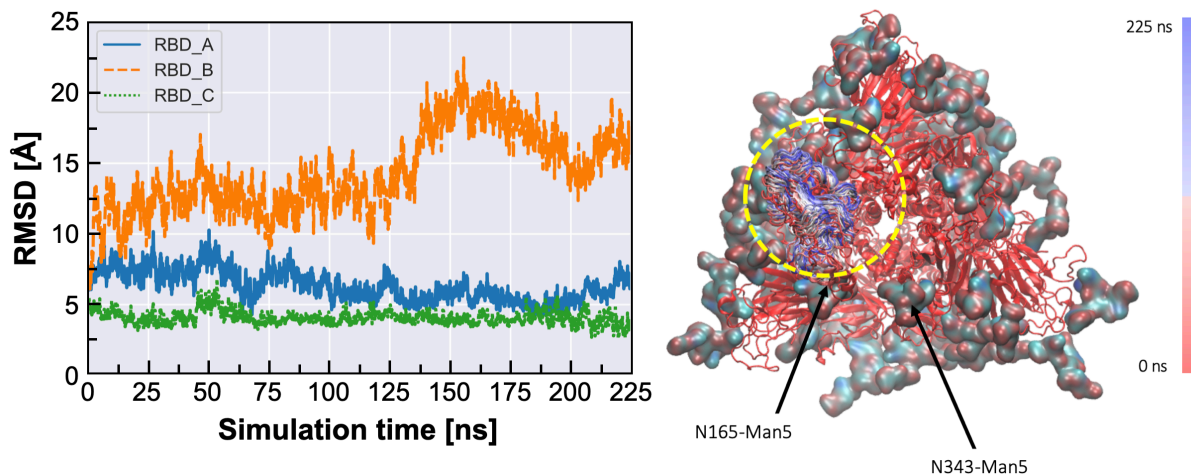 25
20
15
10
5
0
RMSD [Å]
RBD_A
RBD_B
RBD_C
0 25 50 75 100 125 150 175 200 225
Simulation time [ns]
225 ns
0 ns
N165-Man5
N343-Man5